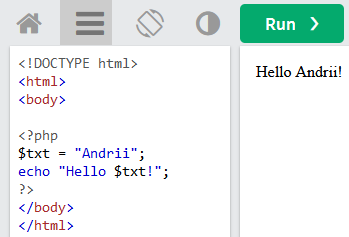 Run ❯
<!DOCTYPE html>
<html>
<body>

<?php
$txt = "Andrii";
echo "Hello $txt!";
?>
</body>
</html>
Hello Andrii!